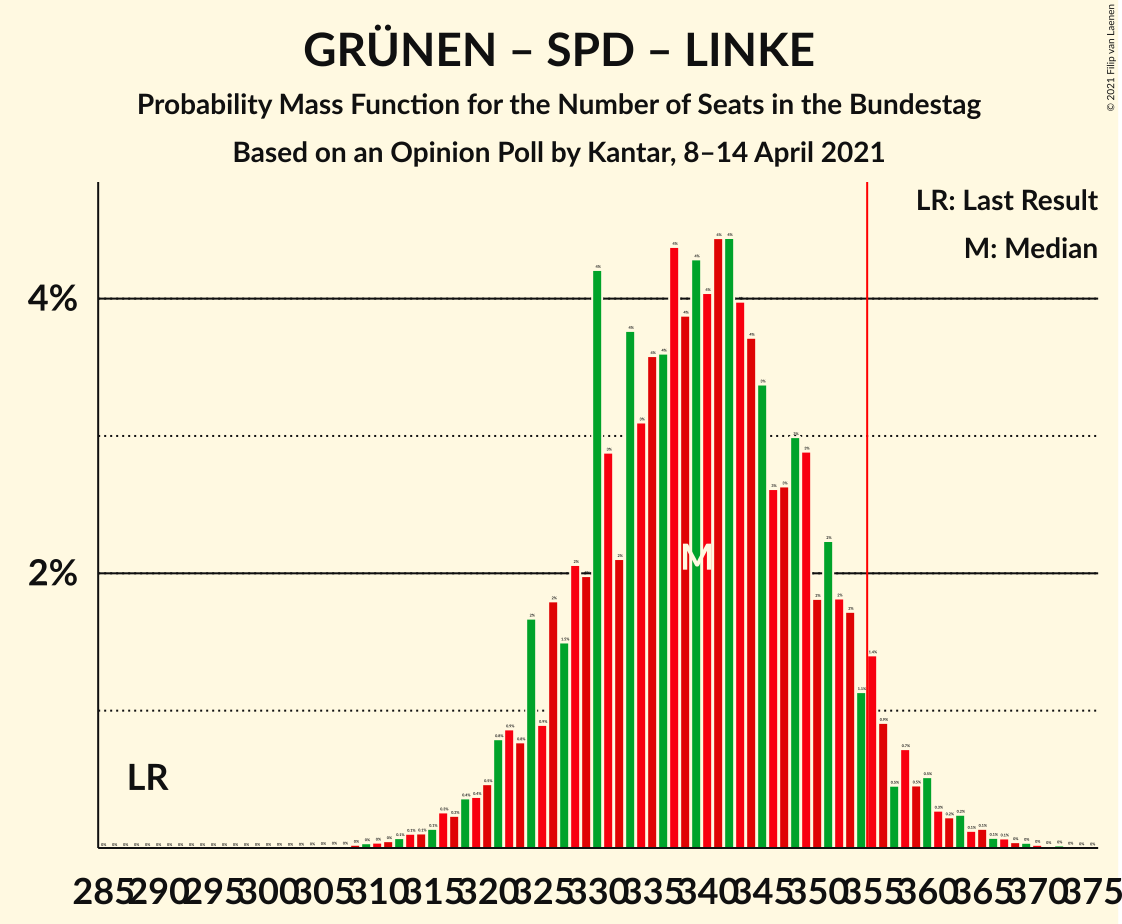 GRÜNEN – SPD – LINKE
Probability Mass Function for the Number of Seats in the Bundestag
Based on an Opinion Poll by Kantar, 8–14 April 2021
© 2021 Filip van Laenen
LR: Last Result
M: Median
4%
2%
LR
M
285 290 295 300 305 310 315 320 325 330 335 340 345 350 355 360 365 370 375